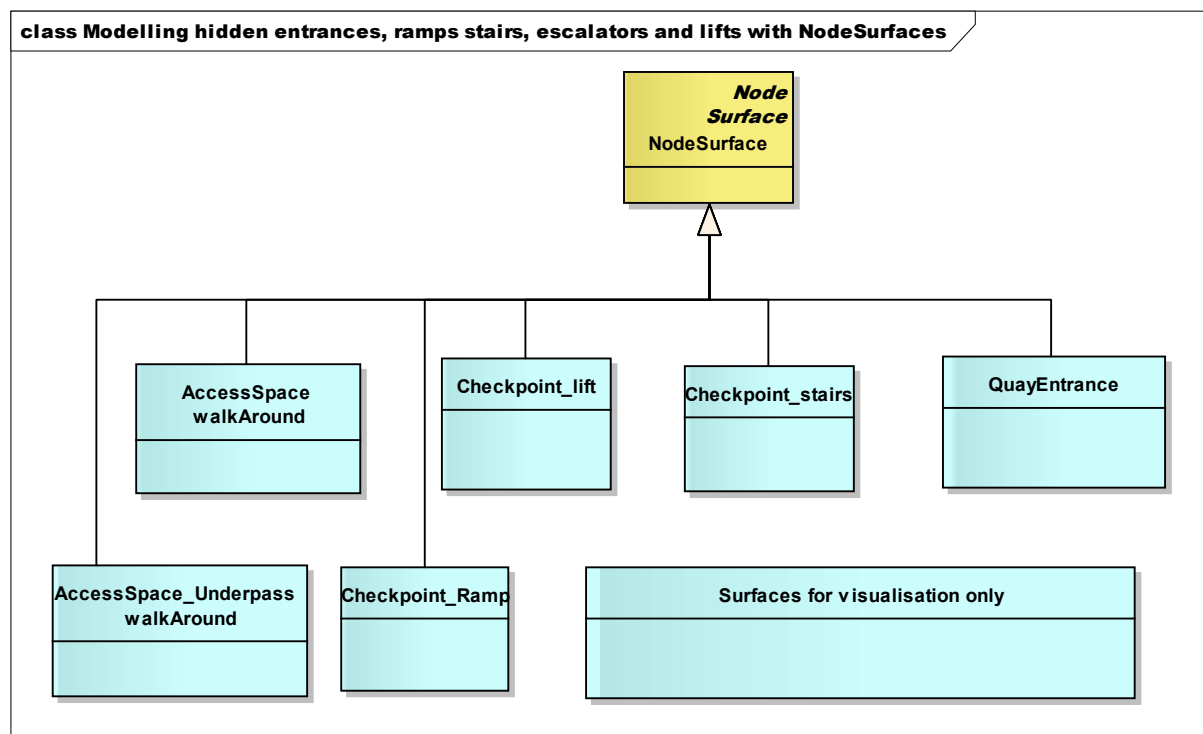 class Modelling hidden entrances, ramps stairs, escalators and lifts with NodeSurfaces
Node
Surface
NodeSurface
AccessSpace
walkAround
Checkpoint_lift
Checkpoint_stairs
QuayEntrance
AccessSpace_Underpass
walkAround
Checkpoint_Ramp
Surfaces for visualisation only